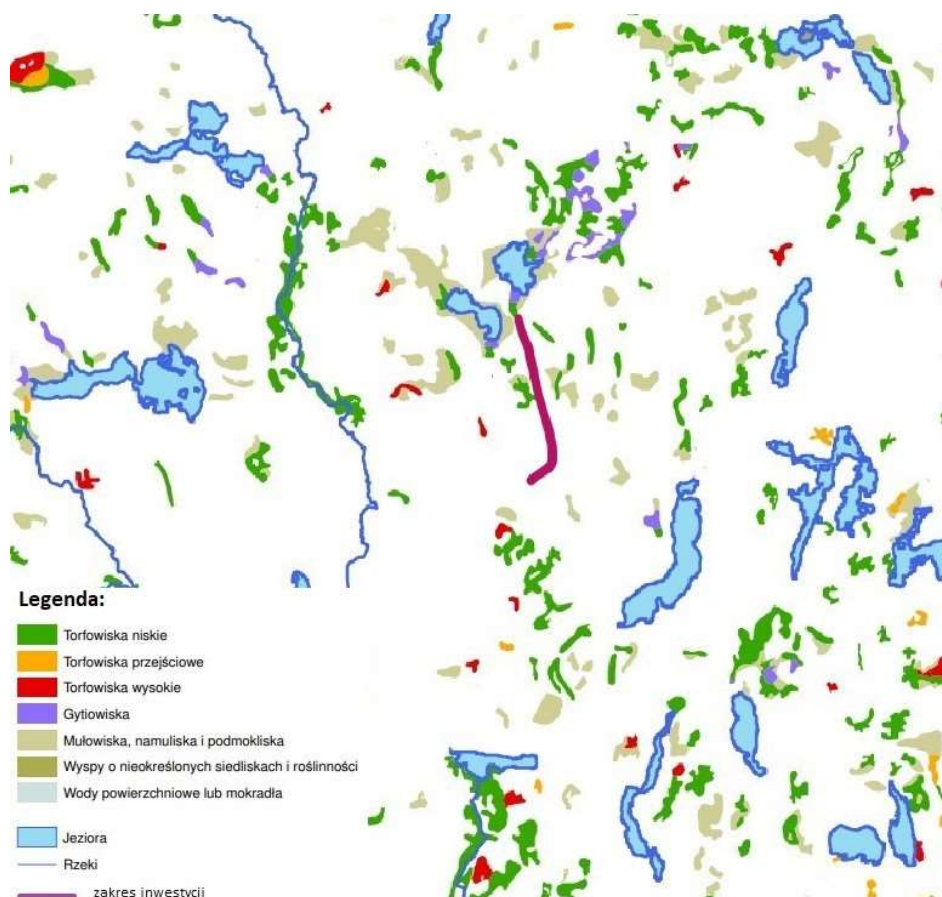 Legenda:
Torfowiska niskie
Torfowiska przejściowe
Torfowiska wysokie
Gytiowiska
Mułowiska, namuliska i podmokliska
Wyspy o nieokreślonych siedliskach i roślinności
Wody powierzchniowe lub mokradła
Jeziora
Rzeki
zakres inwestycji